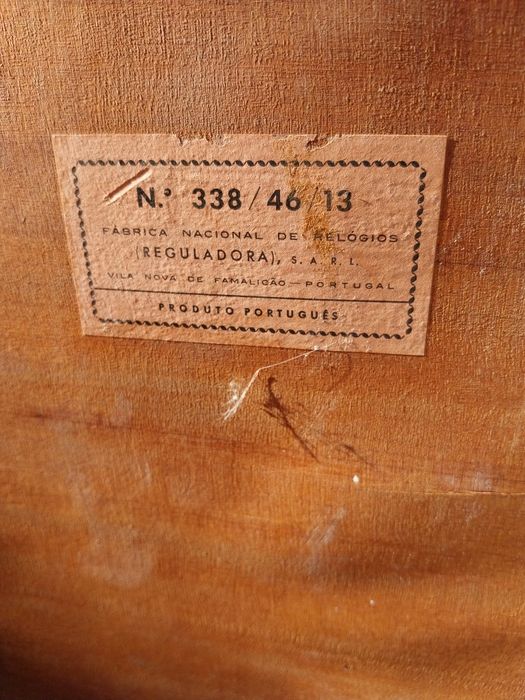 N.º 338/46/13
FÁBRICA NACIONAL DE RELÓGIOS
(REGULADORA), S. A. R. L.
VILA NOVA DE FAMALICÃO — PORTUGAL
PRODUTO PORTUGUÊS